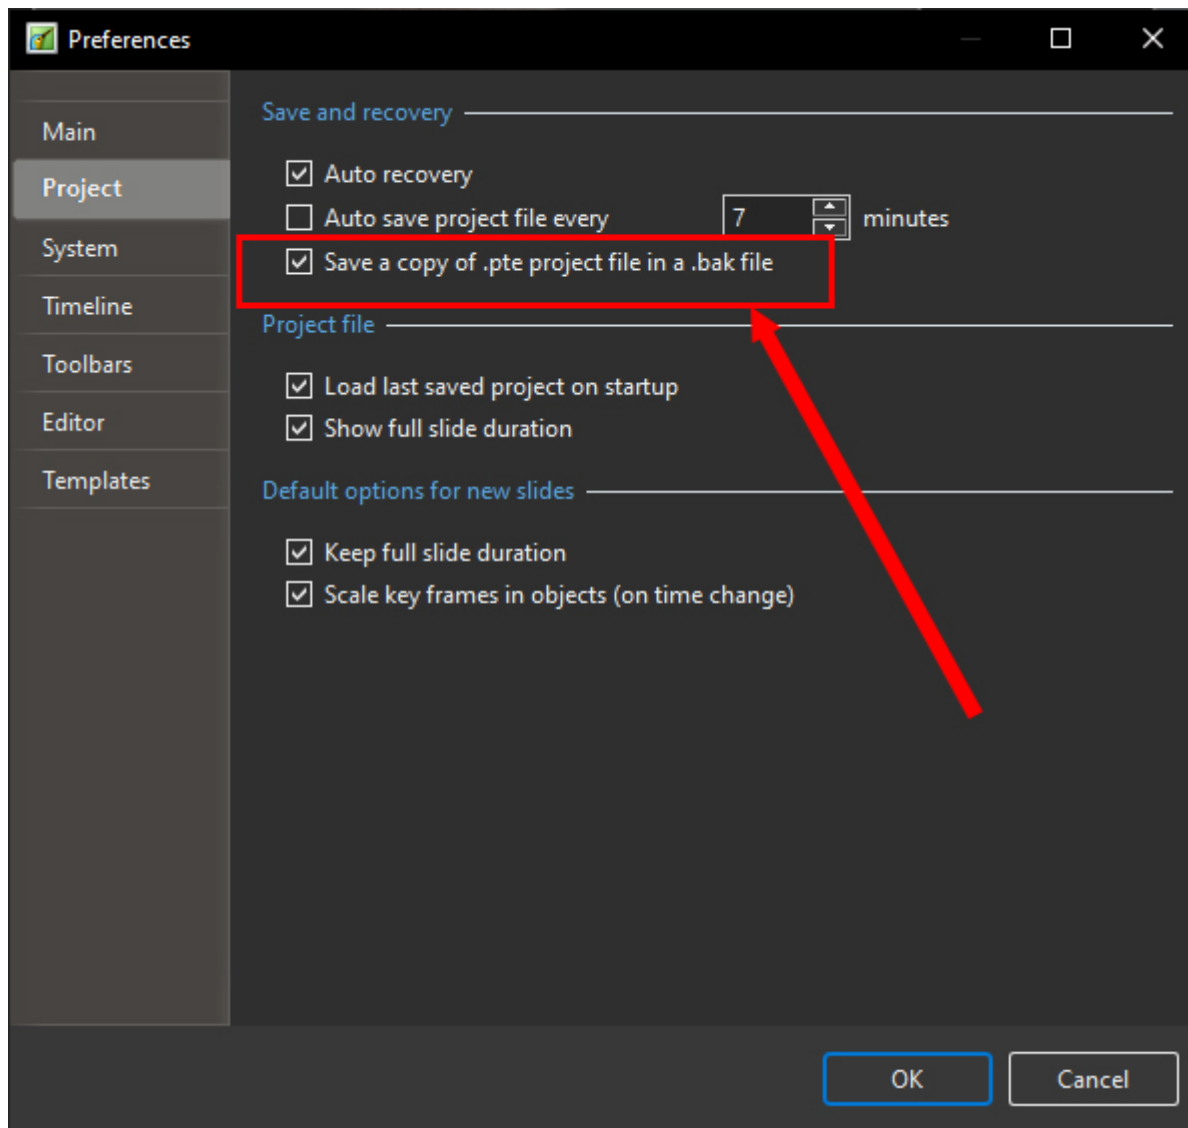 Preferences
Main
Project
System
Timeline
Toolbars
Editor
Templates
Save and recovery
Auto recovery
Auto save project file every 7 minutes
Save a copy of .pte project file in a .bak file
Project file
Load last saved project on startup
Show full slide duration
Default options for new slides
Keep full slide duration
Scale key frames in objects (on time change)
OK Cancel